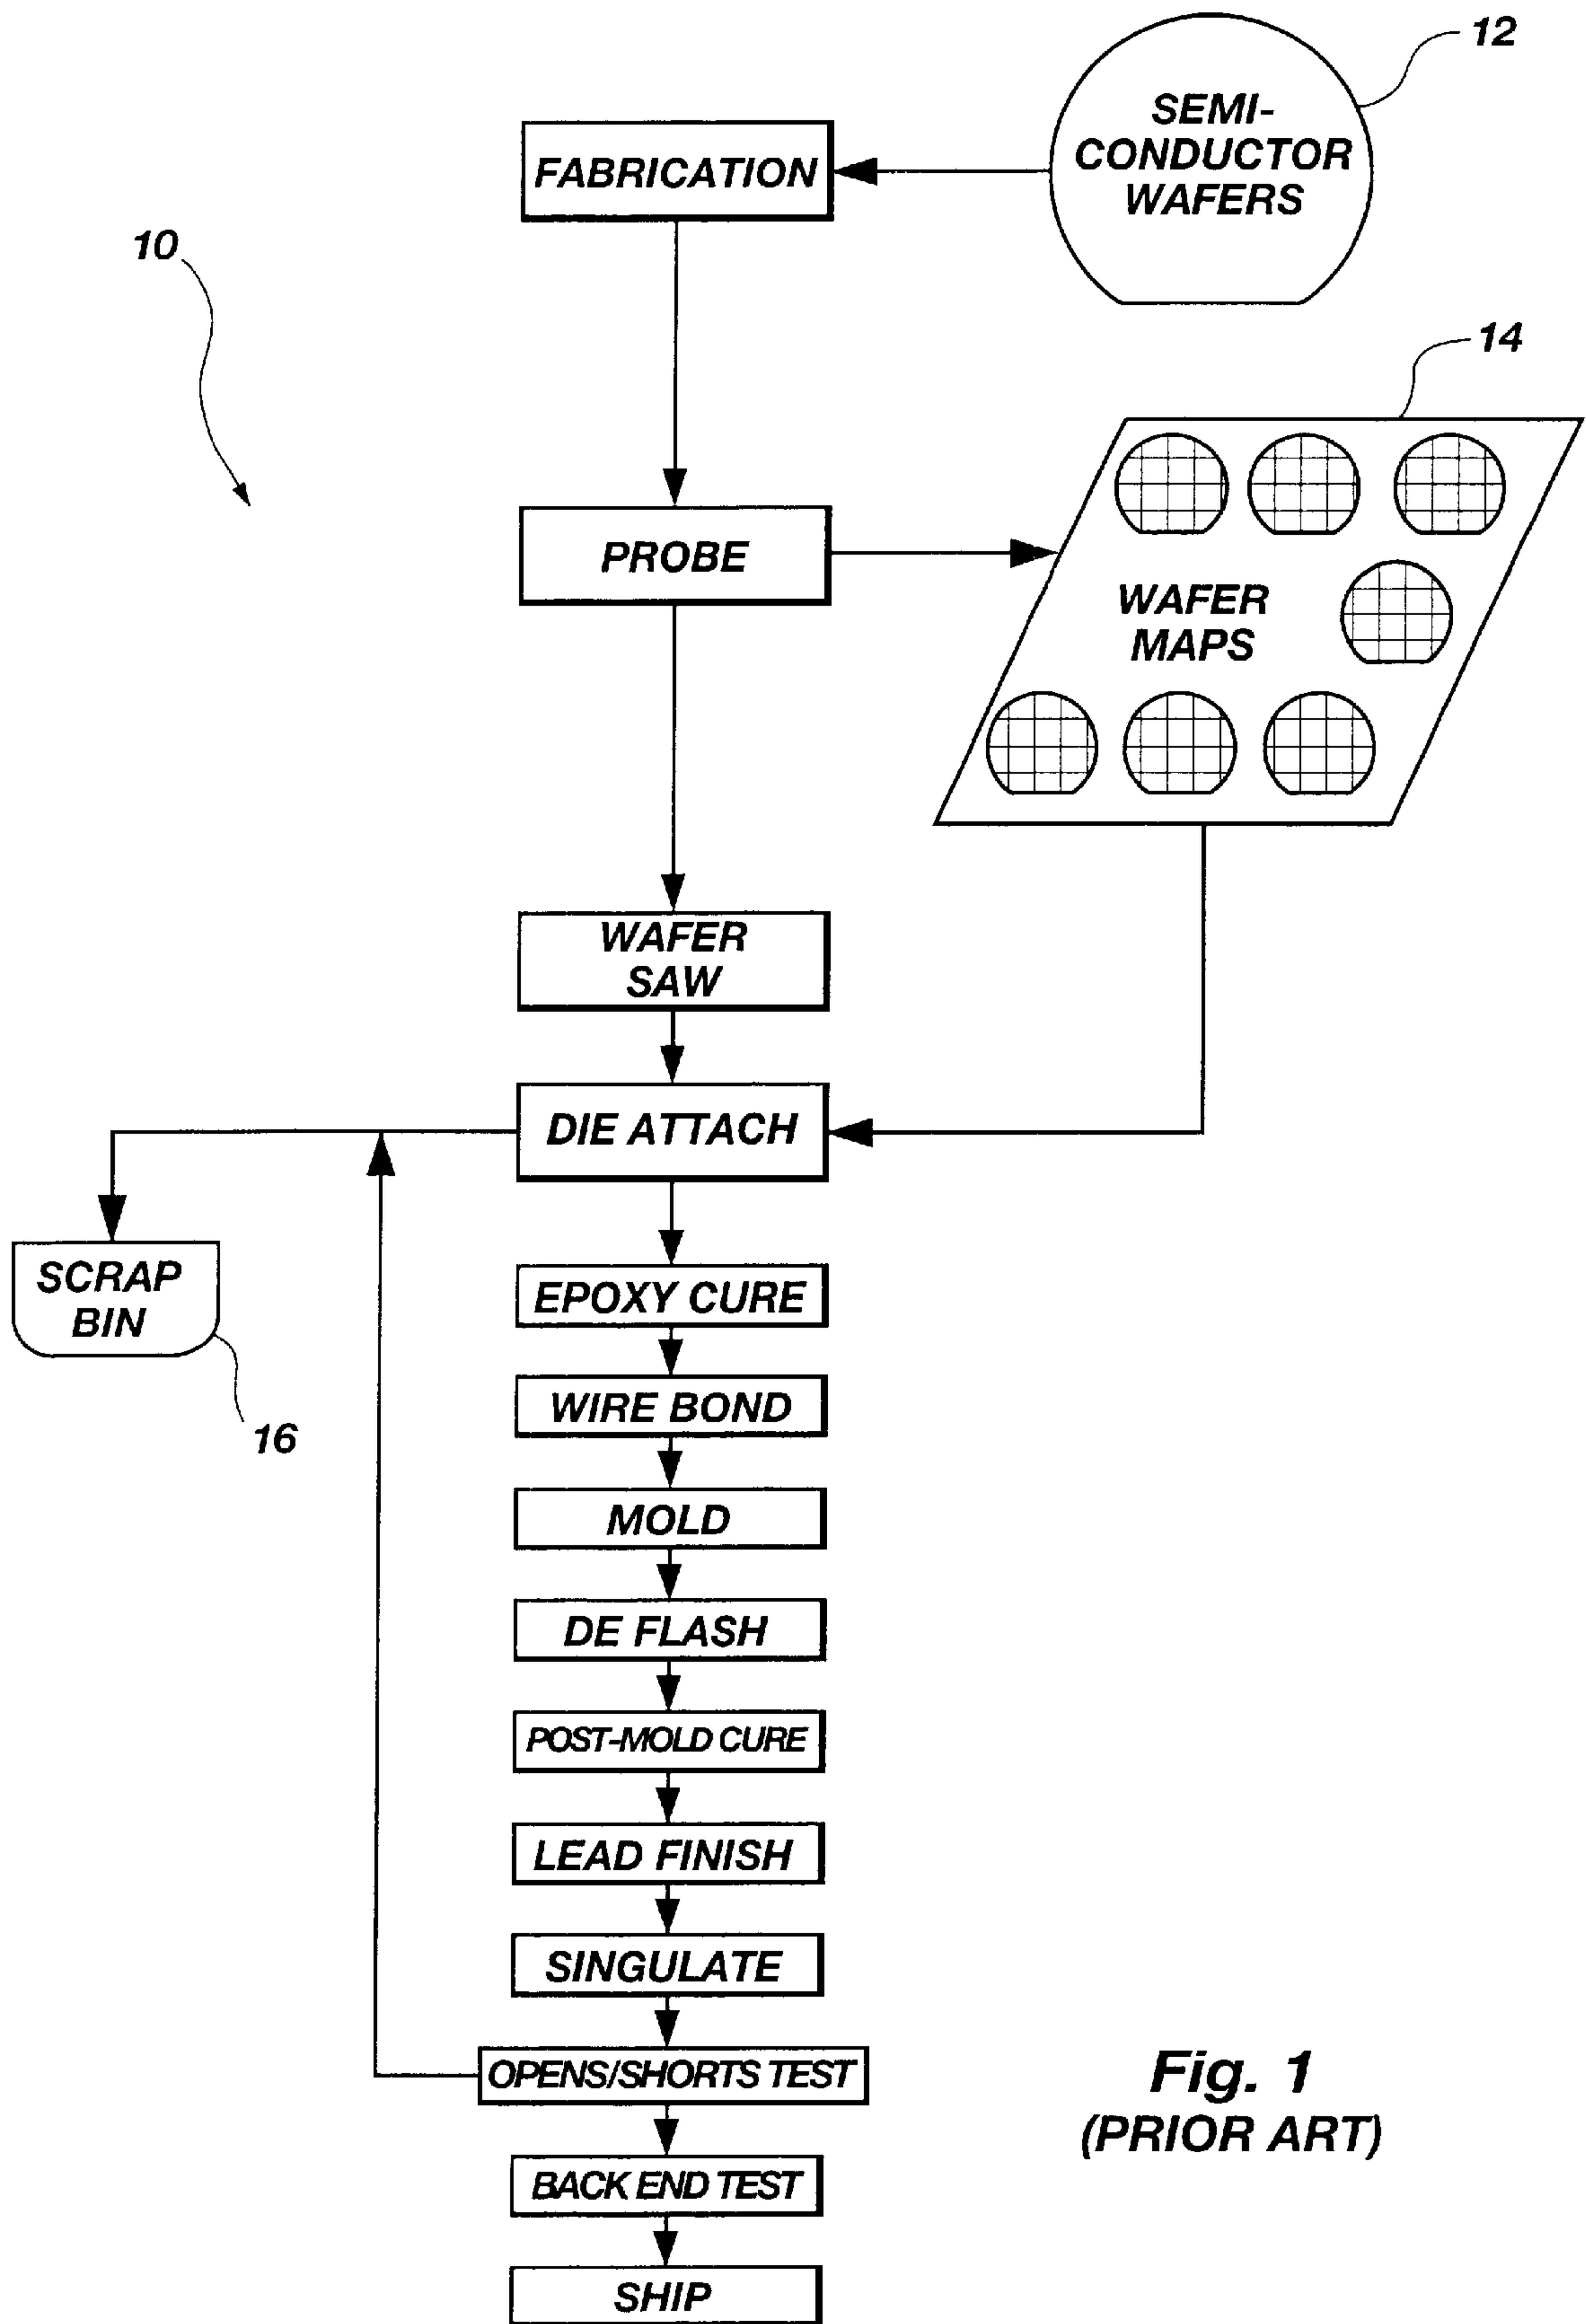 12
SEMI-
CONDUCTOR
WAFERS
FABRICATION
10
14
PROBE
WAFER
MAPS
WAFER
SAW
DIE ATTACH
SCRAP
BIN
16
EPOXY CURE
WIRE BOND
MOLD
DE FLASH
POST-MOLD CURE
LEAD FINISH
SINGULATE
OPENS/SHORTS TEST
BACK END TEST
SHIP
Fig. 1
(PRIOR ART)